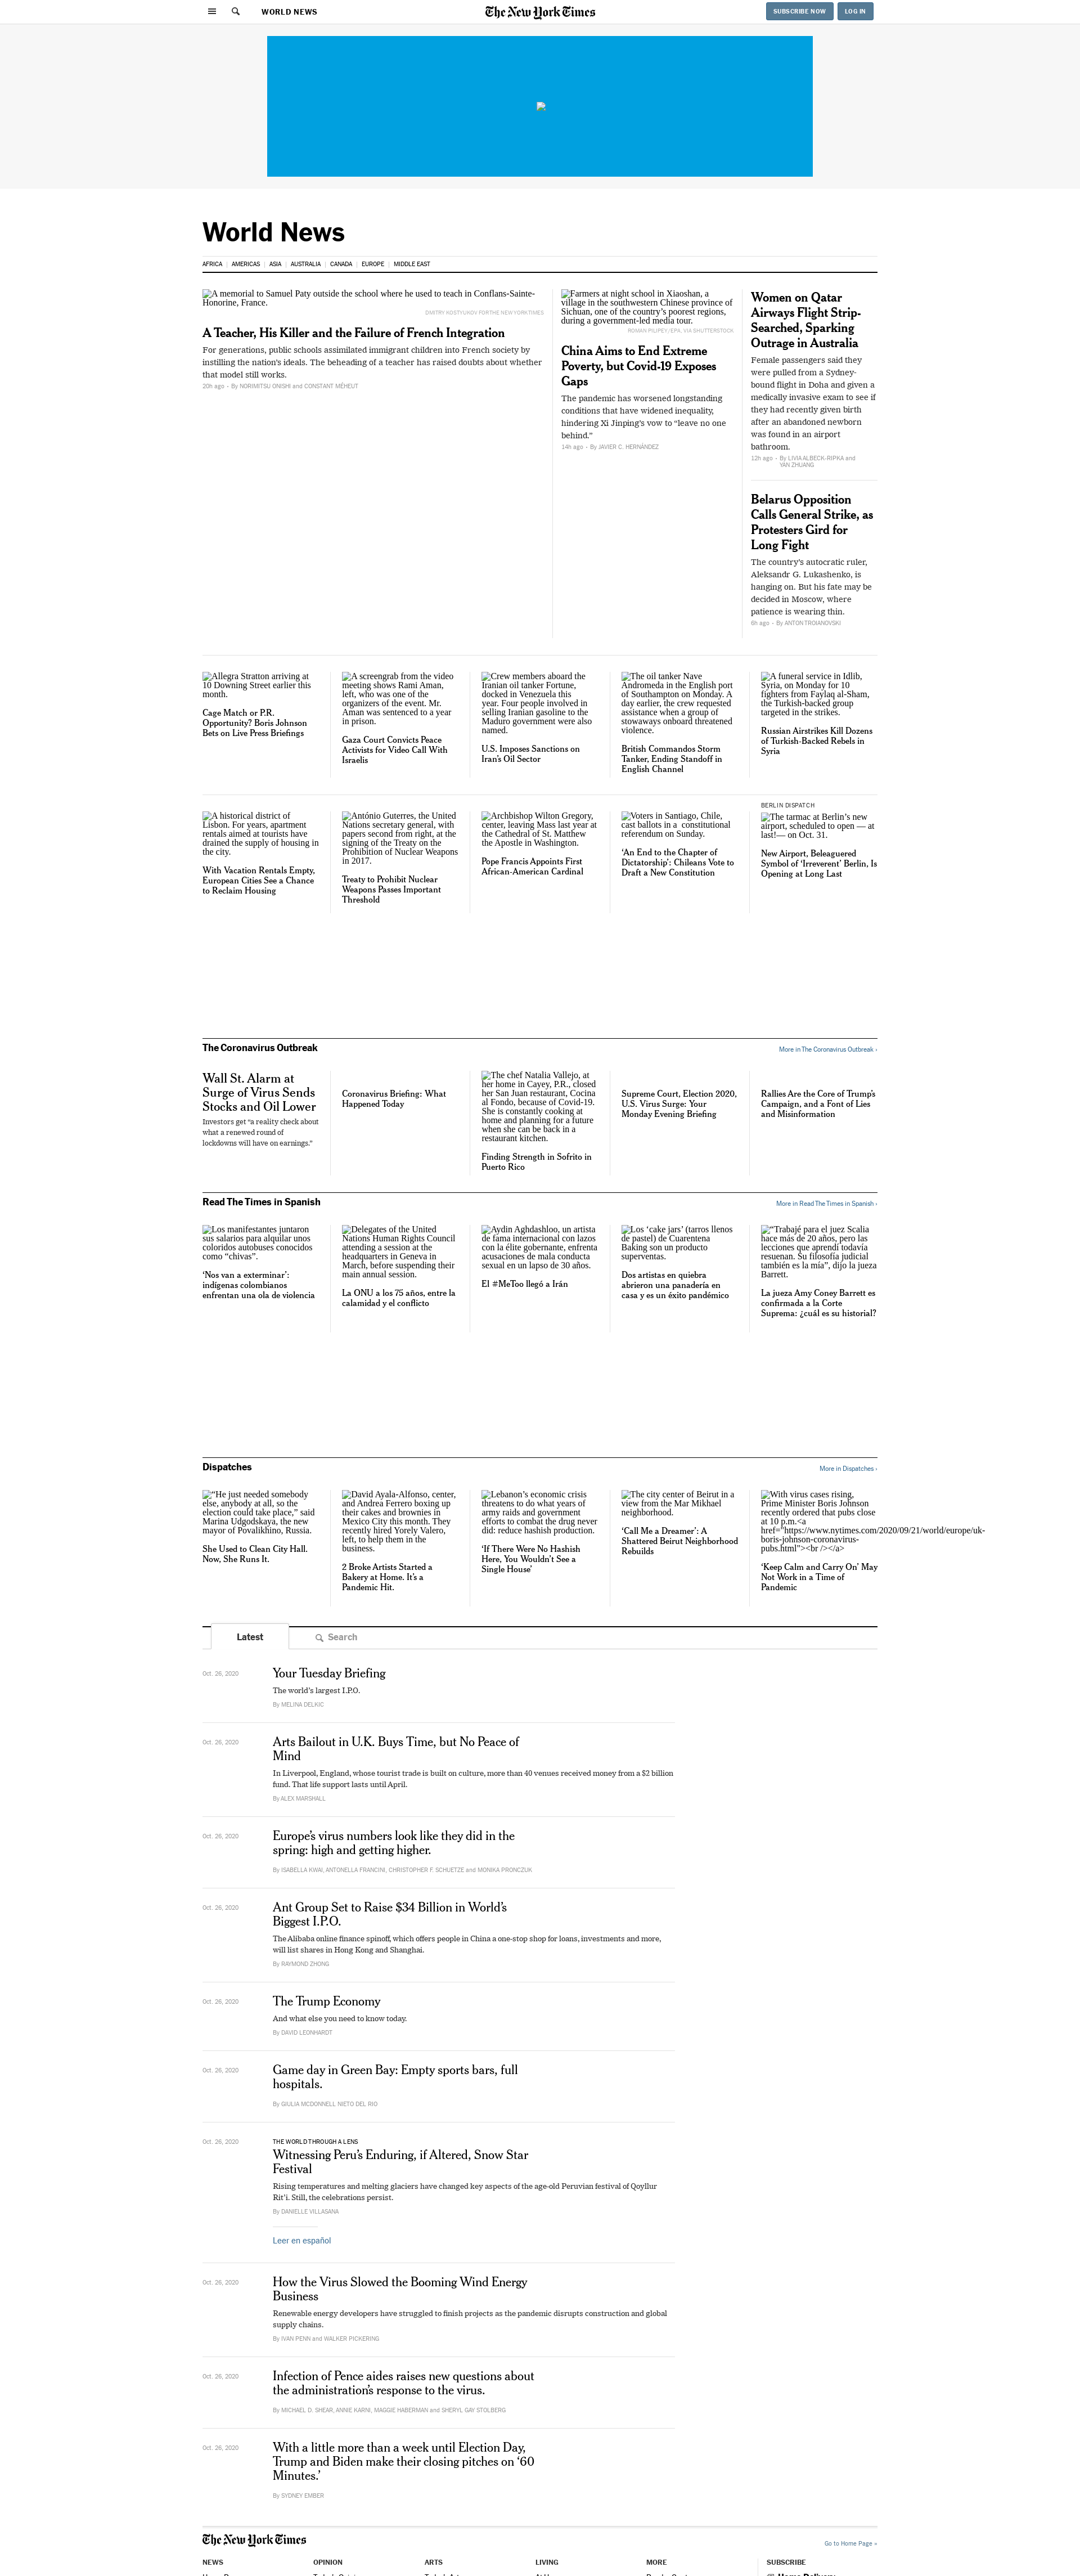 WORLD NEWS
The New York Times
SUBSCRIBE NOW
LOG IN
World News
AFRICA
AMERICAS
ASIA
AUSTRALIA
CANADA
EUROPE
MIDDLE EAST
A memorial to Samuel Paty outside the school where he used to teach in Conflans-Sainte-
Honorine, France.
DMITRY KOSTYUKOV FOR THE NEW YORK TIMES
A Teacher, His Killer and the Failure of French Integration
For generations, public schools assimilated immigrant children into French society by
instilling the nation's ideals. The beheading of a teacher has raised doubts about whether
that model still works.
20h ago
By NORIMITSU ONISHI and CONSTANT MÉHEUT
Farmers at night school in Xiaoshan, a
village in the southwestern Chinese province of
Sichuan, one of the country's poorest regions,
during a government-led media tour.
ROMAN PILIPEY/EPA, VIA SHUTTERSTOCK
China Aims to End Extreme
Poverty, but Covid-19 Exposes
Gaps
The pandemic has worsened longstanding
conditions that have widened inequality,
hindering Xi Jinping's vow to “leave no one
behind.”
14h ago
By JAVIER C. HERNÁNDEZ
Women on Qatar
Airways Flight Strip-
Searched, Sparking
Outrage in Australia
Female passengers said they
were pulled from a Sydney-
bound flight in Doha and given a
medically invasive exam to see if
they had recently given birth
after an abandoned newborn
was found in an airport
bathroom.
12h ago
By LIVIA ALBECK-RIPKA and
YAN ZHUANG
Belarus Opposition
Calls General Strike, as
Protesters Gird for
Long Fight
The country's autocratic ruler,
Aleksandr G. Lukashenko, is
hanging on. But his fate may be
decided in Moscow, where
patience is wearing thin.
6h ago
By ANTON TROIANOVSKI
Allegra Stratton arriving at
10 Downing Street earlier this
month.
Cage Match or P.R.
Opportunity? Boris Johnson
Bets on Live Press Briefings
A screengrab from the video
meeting shows Rami Aman,
left, who was one of the
organizers of the event. Mr.
Aman was sentenced to a year
in prison.
Gaza Court Convicts Peace
Activists for Video Call With
Israelis
Crew members aboard the
Iranian oil tanker Fortune,
docked in Venezuela this
year. Four people involved in
selling Iranian gasoline to the
Maduro government were also
named.
U.S. Imposes Sanctions on
Iran's Oil Sector
The oil tanker Nave
Andromeda in the English port
of Southampton on Monday. A
day earlier, the crew requested
assistance when a group of
stowaways onboard threatened
violence.
British Commandos Storm
Tanker, Ending Standoff in
English Channel
A funeral service in Idlib,
Syria, on Monday for 10
fighters from Faylaq al-Sham,
the Turkish-backed group
targeted in the strikes.
Russian Airstrikes Kill Dozens
of Turkish-Backed Rebels in
Syria
A historical district of
Lisbon. For years, apartment
rentals aimed at tourists have
drained the supply of housing in
the city.
With Vacation Rentals Empty,
European Cities See a Chance
to Reclaim Housing
António Guterres, the United
Nations secretary general, with
papers second from right, at the
signing of the Treaty on the
Prohibition of Nuclear Weapons
in 2017.
Treaty to Prohibit Nuclear
Weapons Passes Important
Threshold
Archbishop Wilton Gregory,
center, leaving Mass last year at
the Cathedral of St. Matthew
the Apostle in Washington.
Pope Francis Appoints First
African-American Cardinal
Voters in Santiago, Chile,
cast ballots in a constitutional
referendum on Sunday.
‘An End to the Chapter of
Dictatorship’: Chileans Vote to
Draft a New Constitution
BERLIN DISPATCH
The tarmac at Berlin's new
airport, scheduled to open — at
last!— on Oct. 31.
New Airport, Beleaguered
Symbol of ‘Irreverent’ Berlin, Is
Opening at Long Last
The Coronavirus Outbreak
More in The Coronavirus Outbreak ›
Wall St. Alarm at
Surge of Virus Sends
Stocks and Oil Lower
Investors get “a reality check about
what a renewed round of
lockdowns will have on earnings.”
Coronavirus Briefing: What
Happened Today
The chef Natalia Vallejo, at
her home in Cayey, P.R., closed
her San Juan restaurant, Cocina
al Fondo, because of Covid-19.
She is constantly cooking at
home and planning for a future
when she can be back in a
restaurant kitchen.
Finding Strength in Sofrito in
Puerto Rico
Supreme Court, Election 2020,
U.S. Virus Surge: Your
Monday Evening Briefing
Rallies Are the Core of Trump's
Campaign, and a Font of Lies
and Misinformation
Read The Times in Spanish
More in Read The Times in Spanish ›
Los manifestantes juntaron
sus salarios para alquilar unos
coloridos autobuses conocidos
como “chivas”.
‘Nos van a exterminar’:
indígenas colombianos
enfrentan una ola de violencia
Delegates of the United
Nations Human Rights Council
attending a session at the
headquarters in Geneva in
March, before suspending their
main annual session.
La ONU a los 75 años, entre la
calamidad y el conflicto
Aydin Aghdashloo, un artista
de fama internacional con lazos
con la élite gobernante, enfrenta
acusaciones de mala conducta
sexual en un lapso de 30 años.
El #MeToo llegó a Irán
Los ‘cake jars’ (tarros llenos
de pastel) de Cuarentena
Baking son un producto
superventas.
Dos artistas en quiebra
abrieron una panadería en
casa y es un éxito pandémico
“Trabajé para el juez Scalia
hace más de 20 años, pero las
lecciones que aprendí todavía
resuenan. Su filosofía judicial
también es la mía”, dijo la jueza
Barrett.
La jueza Amy Coney Barrett es
confirmada a la Corte
Suprema: ¿cuál es su historial?
Dispatches
More in Dispatches ›
“He just needed somebody
else, anybody at all, so the
election could take place,” said
Marina Udgodskaya, the new
mayor of Povalikhino, Russia.
She Used to Clean City Hall.
Now, She Runs It.
David Ayala-Alfonso, center,
and Andrea Ferrero boxing up
their cakes and brownies in
Mexico City this month. They
recently hired Yorely Valero,
left, to help them in the
business.
2 Broke Artists Started a
Bakery at Home. It's a
Pandemic Hit.
Lebanon's economic crisis
threatens to do what years of
army raids and government
efforts to combat the drug never
did: reduce hashish production.
‘If There Were No Hashish
Here, You Wouldn't See a
Single House’
The city center of Beirut in a
view from the Mar Mikhael
neighborhood.
‘Call Me a Dreamer’: A
Shattered Beirut Neighborhood
Rebuilds
With virus cases rising,
Prime Minister Boris Johnson
recently ordered that pubs close
at 10 p.m.<a
href="https://www.nytimes.com/2020/09/21/world/europe/uk-
boris-johnson-coronavirus-
pubs.html"><br /></a>
‘Keep Calm and Carry On’ May
Not Work in a Time of
Pandemic
Latest
Search
Oct. 26, 2020
Your Tuesday Briefing
The world's largest I.P.O.
By MELINA DELKIC
Oct. 26, 2020
Arts Bailout in U.K. Buys Time, but No Peace of
Mind
In Liverpool, England, whose tourist trade is built on culture, more than 40 venues received money from a $2 billion
fund. That life support lasts until April.
By ALEX MARSHALL
Oct. 26, 2020
Europe's virus numbers look like they did in the
spring: high and getting higher.
By ISABELLA KWAI, ANTONELLA FRANCINI, CHRISTOPHER F. SCHUETZE and MONIKA PRONCZUK
Oct. 26, 2020
Ant Group Set to Raise $34 Billion in World's
Biggest I.P.O.
The Alibaba online finance spinoff, which offers people in China a one-stop shop for loans, investments and more,
will list shares in Hong Kong and Shanghai.
By RAYMOND ZHONG
Oct. 26, 2020
The Trump Economy
And what else you need to know today.
By DAVID LEONHARDT
Oct. 26, 2020
Game day in Green Bay: Empty sports bars, full
hospitals.
By GIULIA MCDONNELL NIETO DEL RIO
Oct. 26, 2020
THE WORLD THROUGH A LENS
Witnessing Peru's Enduring, if Altered, Snow Star
Festival
Rising temperatures and melting glaciers have changed key aspects of the age-old Peruvian festival of Qoyllur
Rit'i. Still, the celebrations persist.
By DANIELLE VILLASANA
Leer en español
Oct. 26, 2020
How the Virus Slowed the Booming Wind Energy
Business
Renewable energy developers have struggled to finish projects as the pandemic disrupts construction and global
supply chains.
By IVAN PENN and WALKER PICKERING
Oct. 26, 2020
Infection of Pence aides raises new questions about
the administration's response to the virus.
By MICHAEL D. SHEAR, ANNIE KARNI, MAGGIE HABERMAN and SHERYL GAY STOLBERG
Oct. 26, 2020
With a little more than a week until Election Day,
Trump and Biden make their closing pitches on ‘60
Minutes.’
By SYDNEY EMBER
The New York Times
Go to Home Page »
NEWS
OPINION
ARTS
LIVING
MORE
SUBSCRIBE